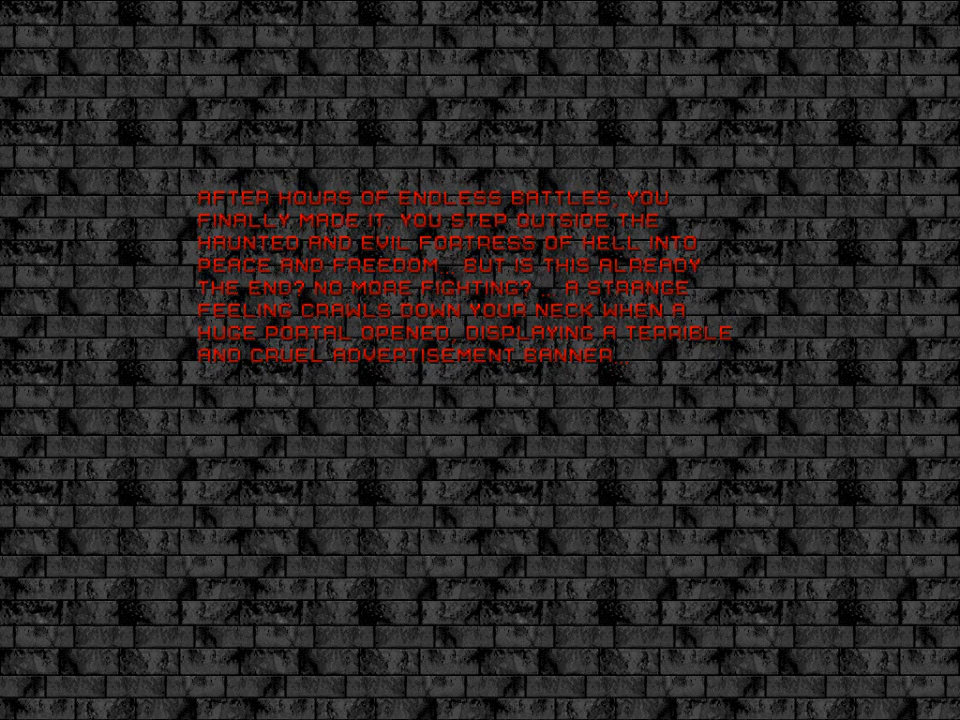 AFTER HOURS OF ENDLESS BATTLES, YOU
FINALLY MADE IT. YOU STEP OUTSIDE THE
HAUNTED AND EVIL FORTRESS OF HELL INTO
PEACE AND FREEDOM... BUT IS THIS ALREADY
THE END? NO MORE FIGHTING? ... A STRANGE
FEELING CRAWLS DOWN YOUR NECK WHEN A
HUGE PORTAL OPENED, DISPLAYING A TERRIBLE
AND CRUEL ADVERTISEMENT BANNER...